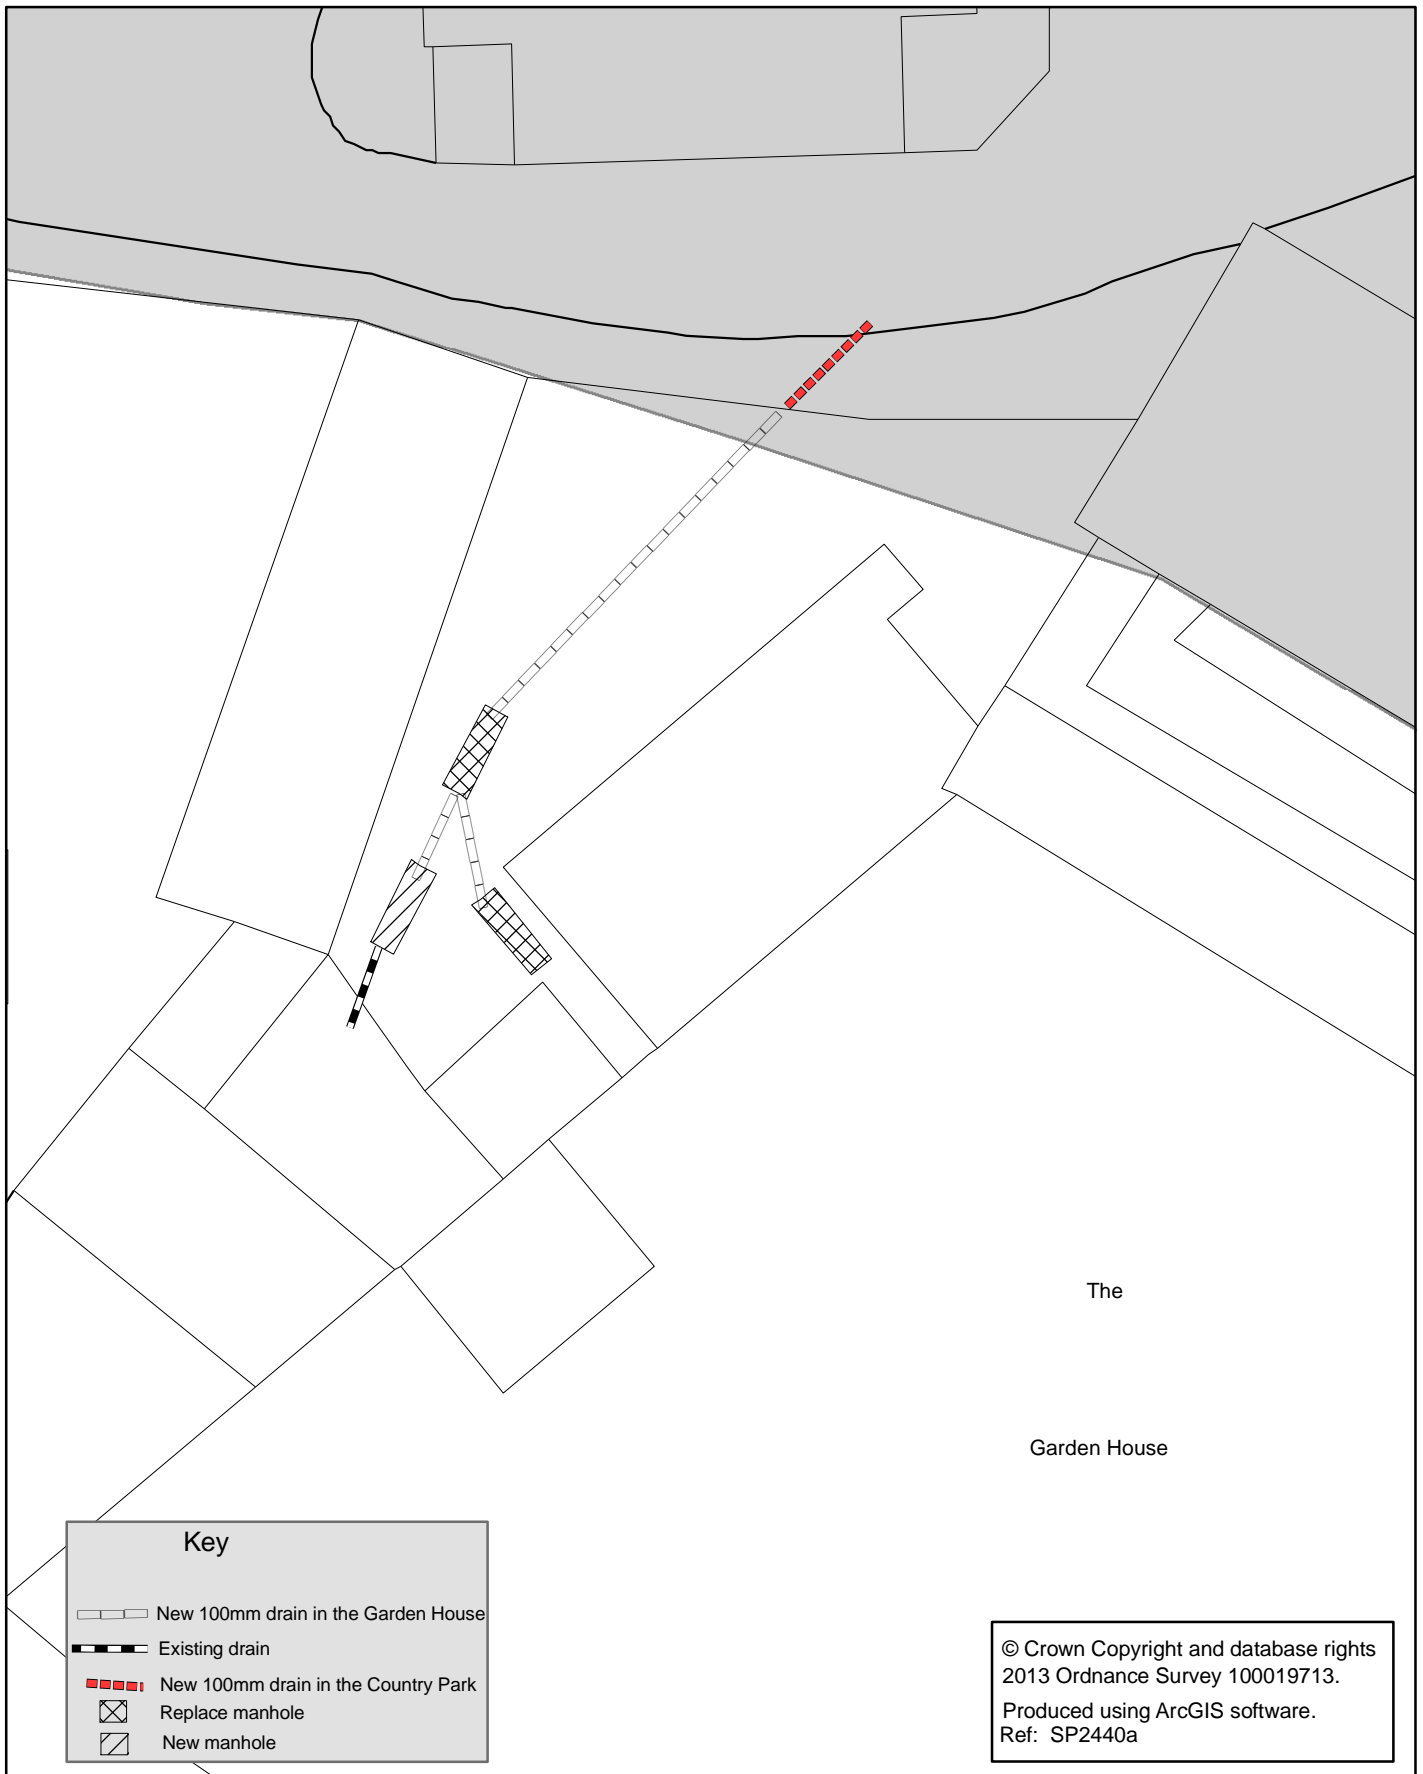 The
Garden House
Key
New 100mm drain in the Garden House
Existing drain
New 100mm drain in the Country Park
Replace manhole
New manhole
© Crown Copyright and database rights
2013 Ordnance Survey 100019713.
Produced using ArcGIS software.
Ref: SP2440a